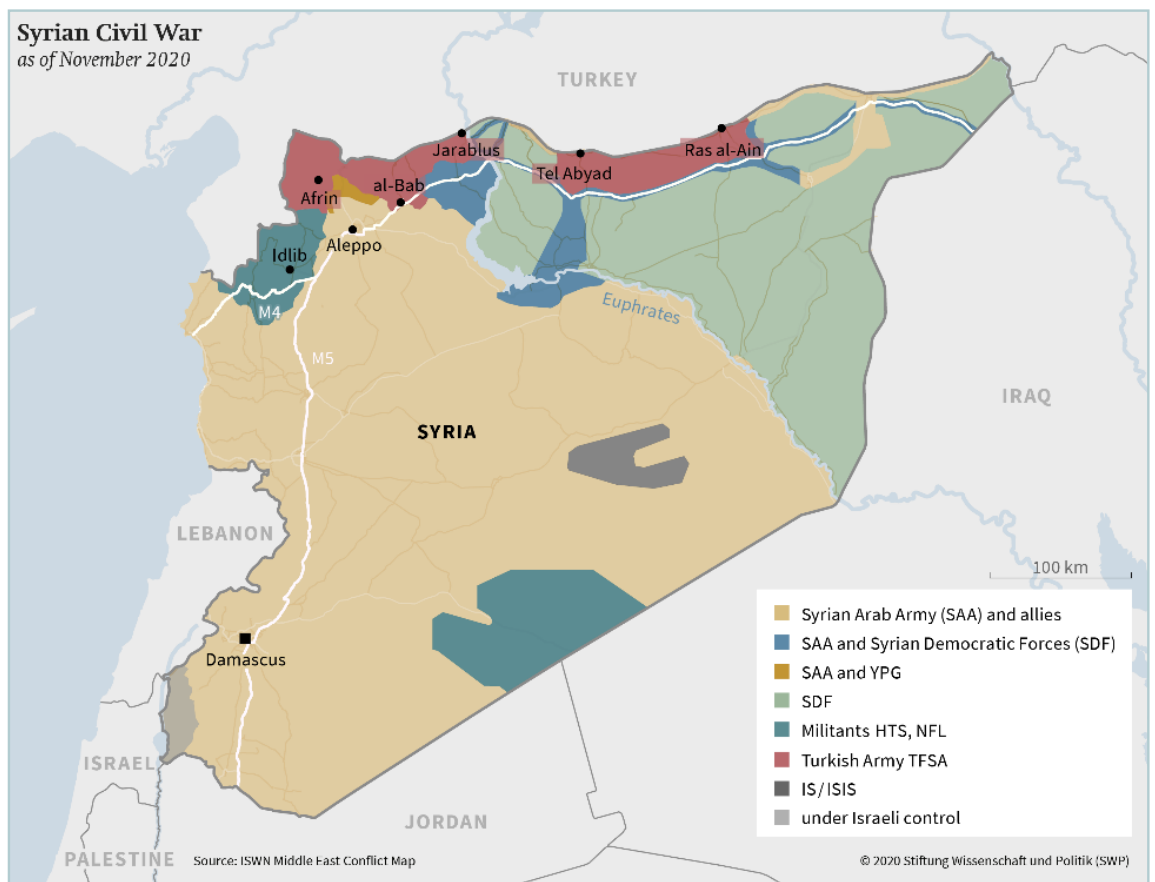 Syrian Civil War
as of November 2020
TURKEY
Jarablus
Ras al-Ain
Tel Abyad
al-Bab
Afrin
Aleppo
Idlib
M4
Euphrates
M5
IRAQ
SYRIA
LEBANON
100 km
Damascus
ISRAEL
JORDAN
PALESTINE
Syrian Arab Army (SAA) and allies
SAA and Syrian Democratic Forces (SDF)
SAA and YPG
SDF
Militants HTS, NFL
Turkish Army TFSA
IS/ISIS
under Israeli control
Source: ISWN Middle East Conflict Map
© 2020 Stiftung Wissenschaft und Politik (SWP)